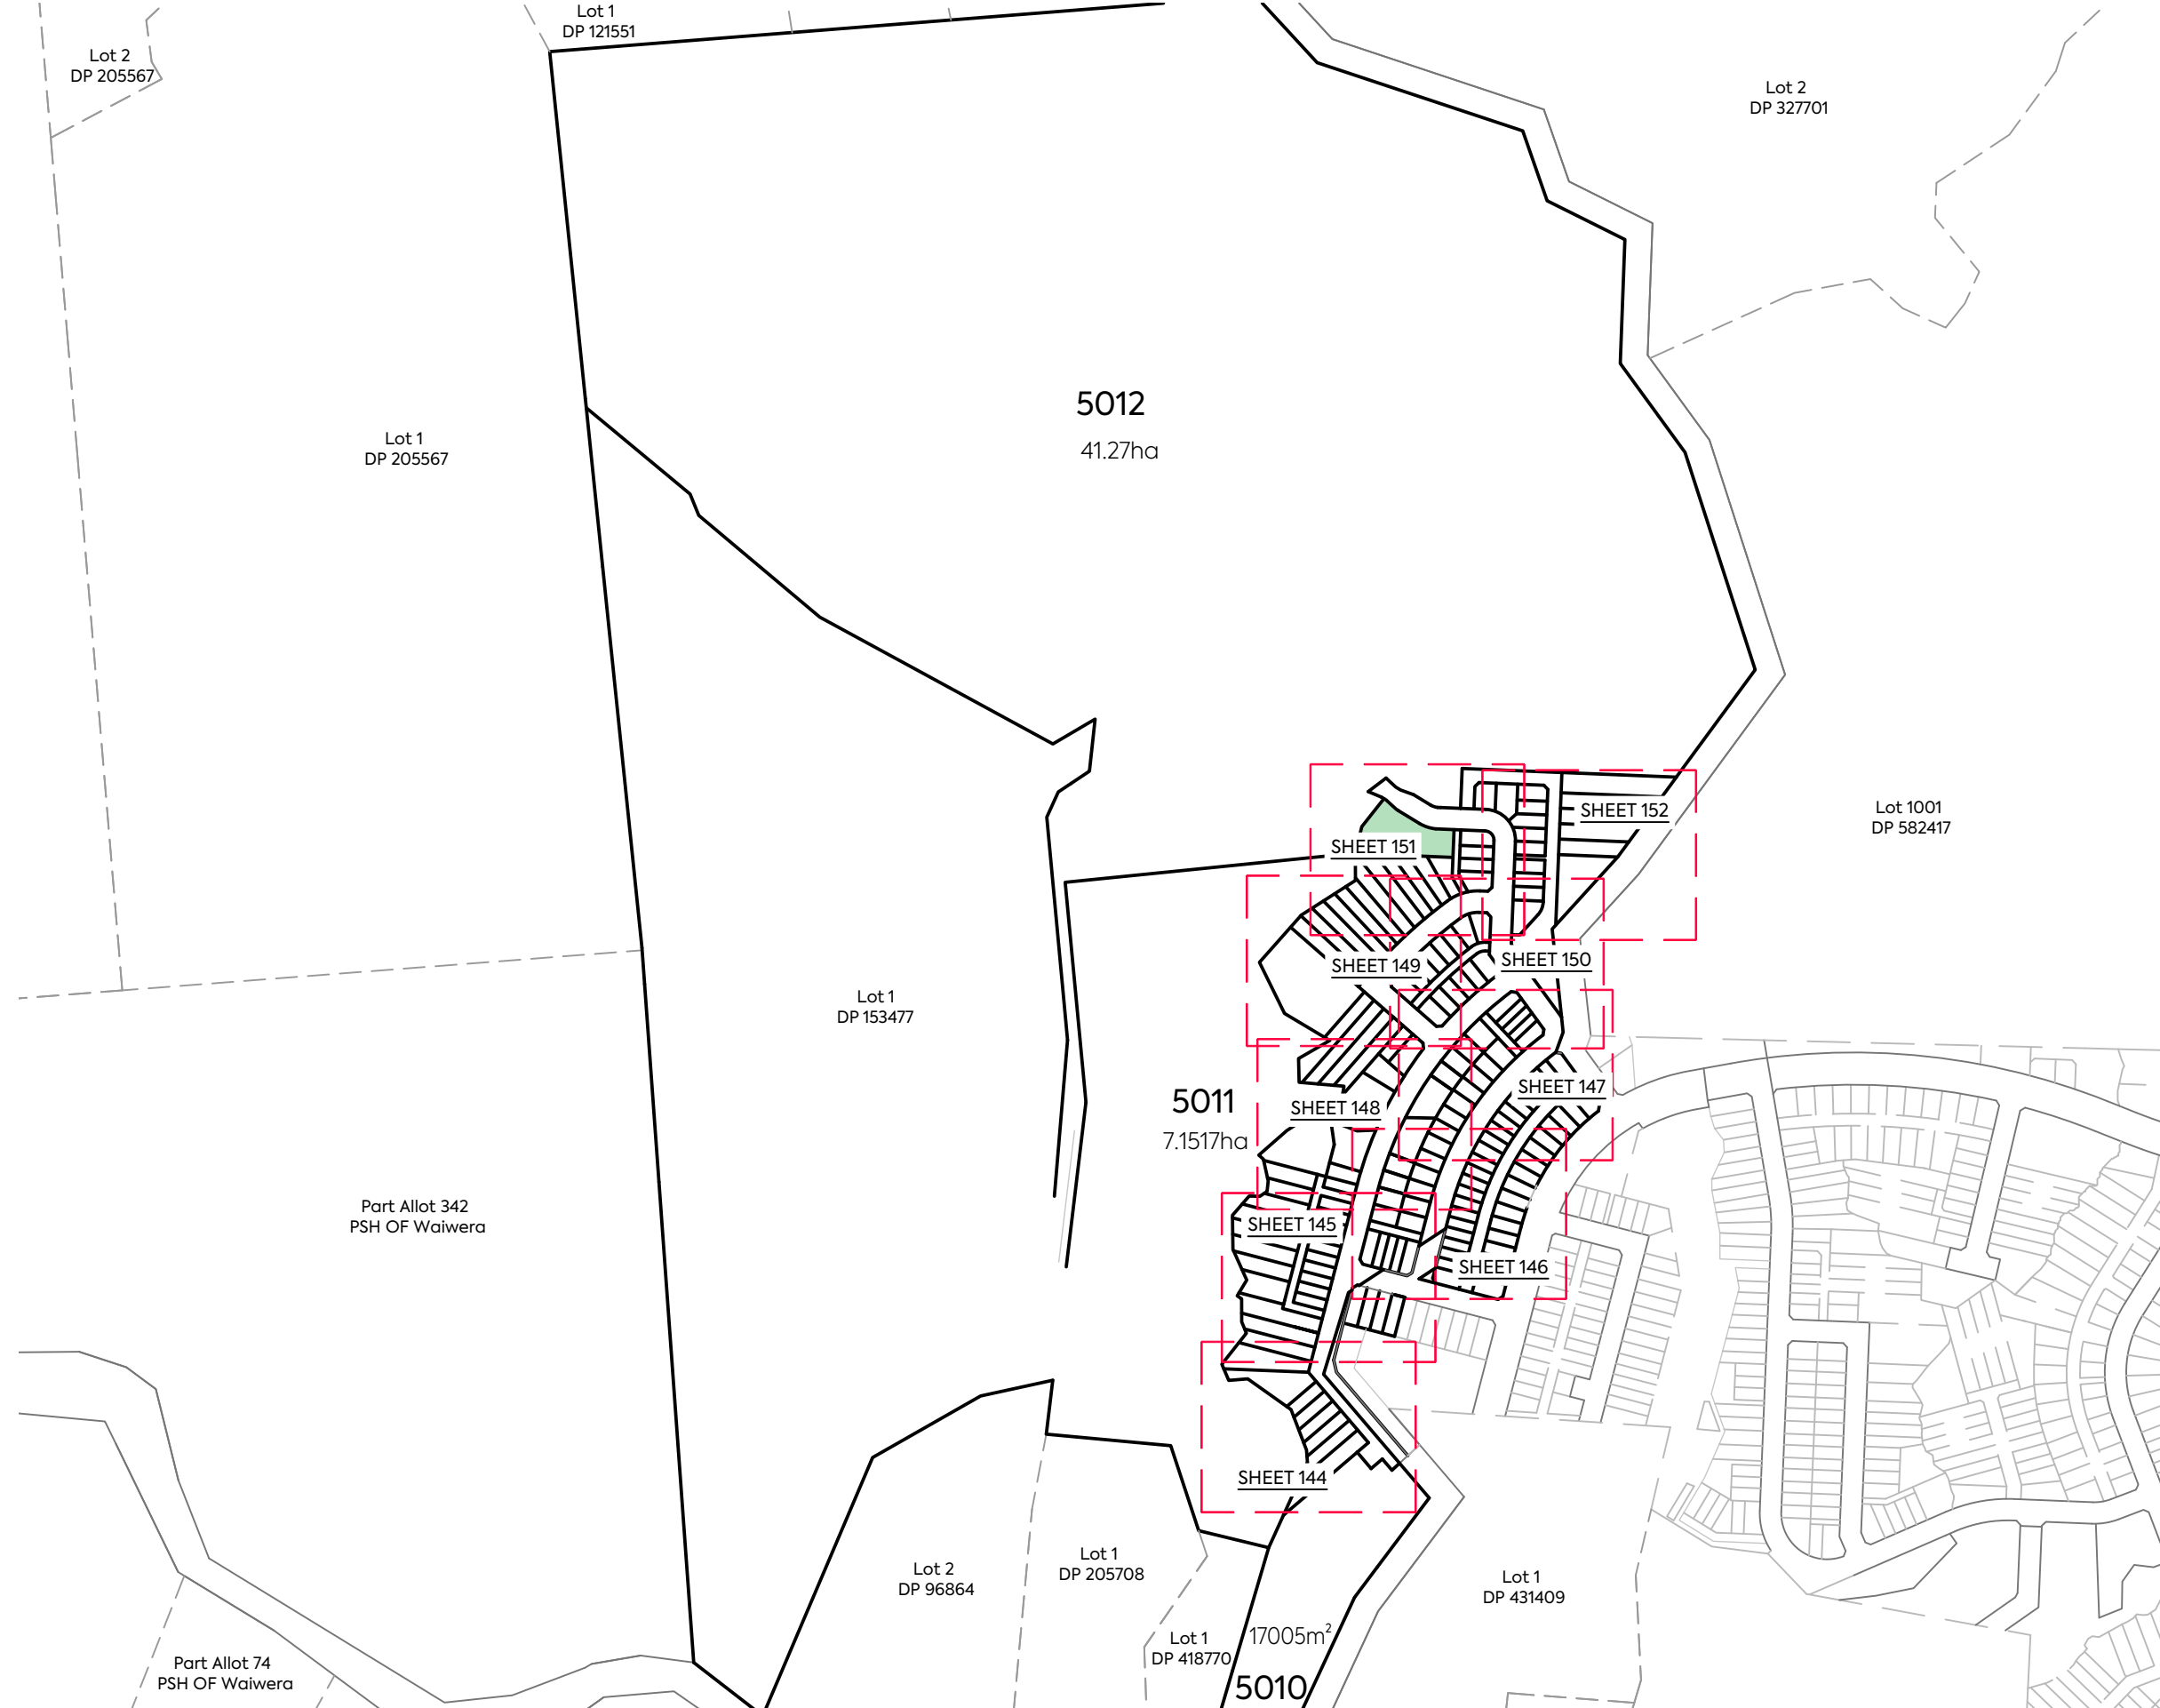 Lot 1
DP 121551
Lot 2
DP 205567
Lot 2
DP 327701
5012
41.27ha
Lot 1
DP 205567
SHEET 152
Lot 1001
DP 582417
SHEET 151
SHEET 149
SHEET 150
Lot 1
DP 153477
5011
7.1517ha
SHEET 148
SHEET 147
Part Allot 342
PSH OF Waiwera
SHEET 145
SHEET 146
SHEET 144
Lot 2
DP 96864
Lot 1
DP 205708
Lot 1
DP 431409
Lot 1
DP 418770
17005m²
5010
Part Allot 74
PSH OF Waiwera